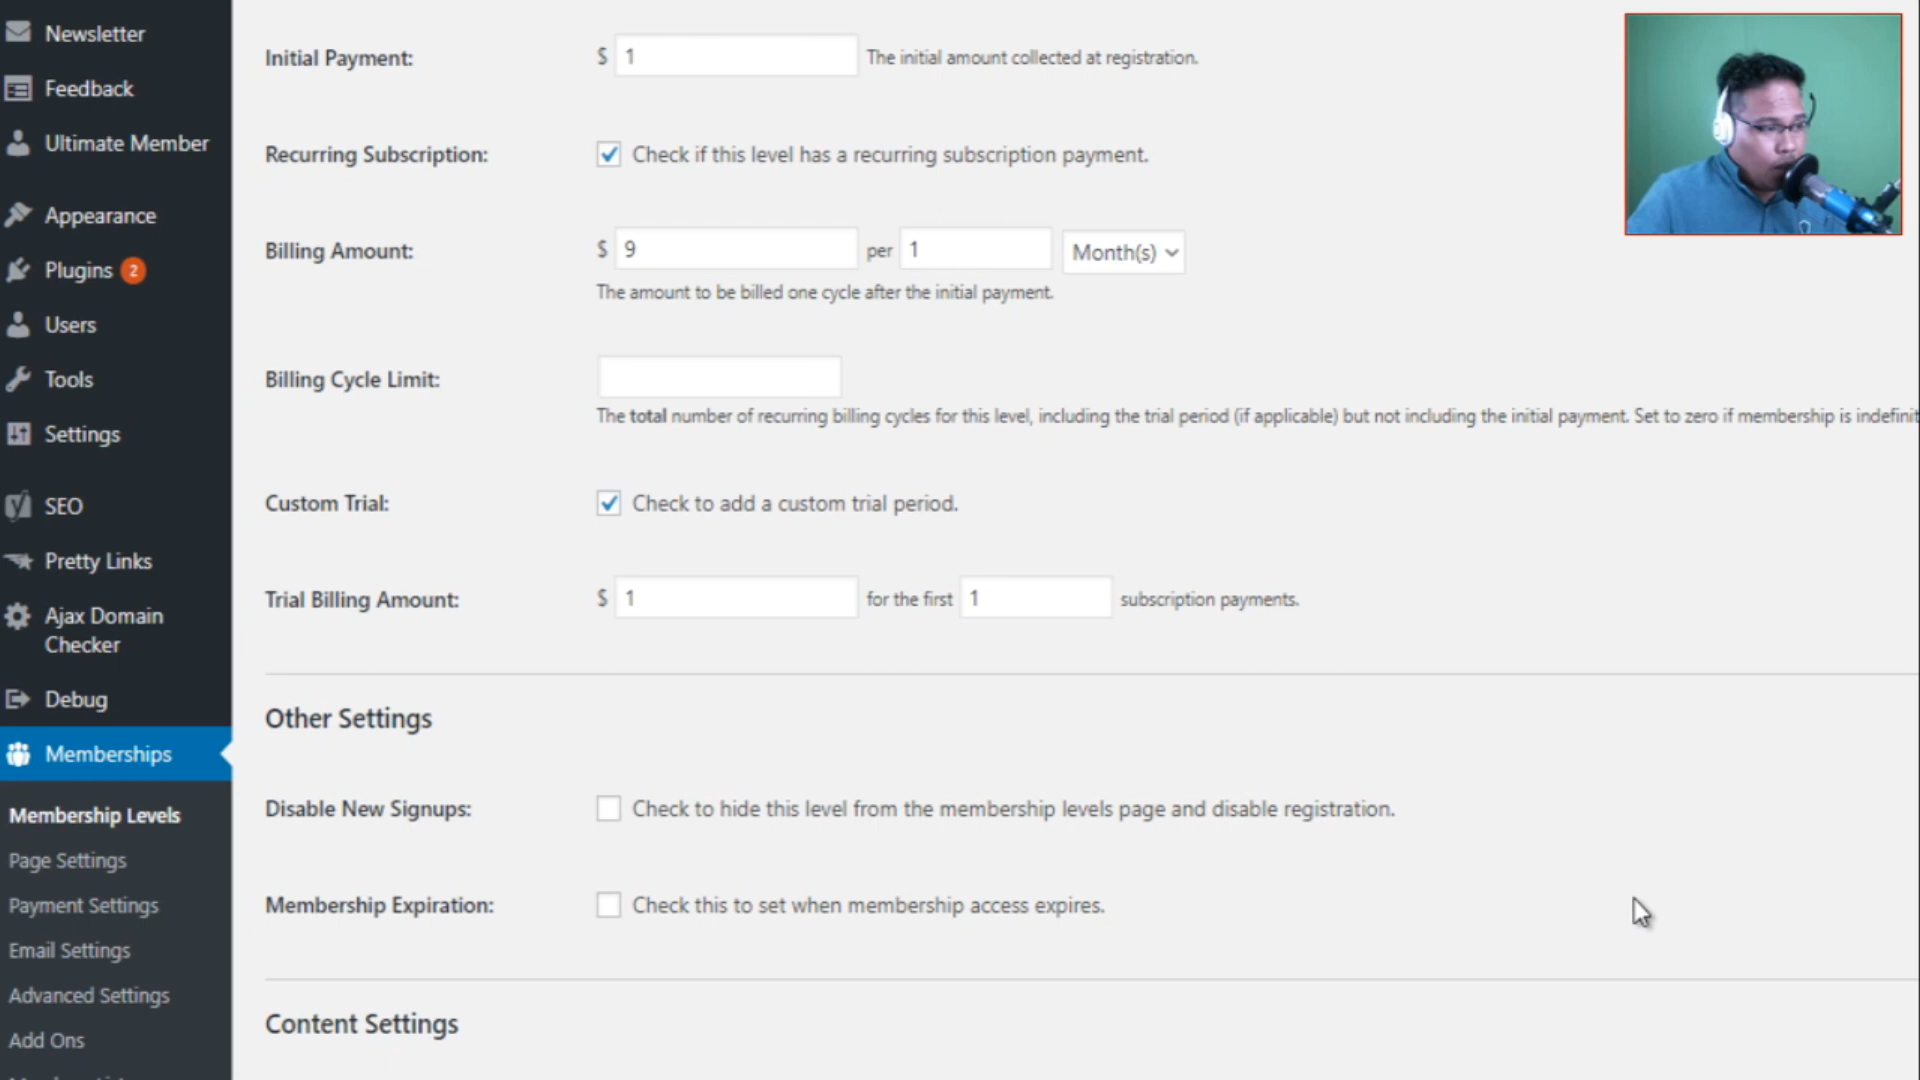 Newsletter
Feedback
Ultimate Member
Appearance
Plugins 2
Users
Tools
Settings
SEO
Pretty Links
Ajax Domain
Checker
Debug
Memberships
Membership Levels
Page Settings
Payment Settings
Email Settings
Advanced Settings
Add Ons
Initial Payment: $ 1 The initial amount collected at registration.
Recurring Subscription: Check if this level has a recurring subscription payment.
Billing Amount: $ 9 per 1 Month(s)
The amount to be billed one cycle after the initial payment.
Billing Cycle Limit:
The total number of recurring billing cycles for this level, including the trial period (if applicable) but not including the initial payment. Set to zero if membership is indefinit
Custom Trial: Check to add a custom trial period.
Trial Billing Amount: $ 1 for the first 1 subscription payments.
Other Settings
Disable New Signups: Check to hide this level from the membership levels page and disable registration.
Membership Expiration: Check this to set when membership access expires.
Content Settings